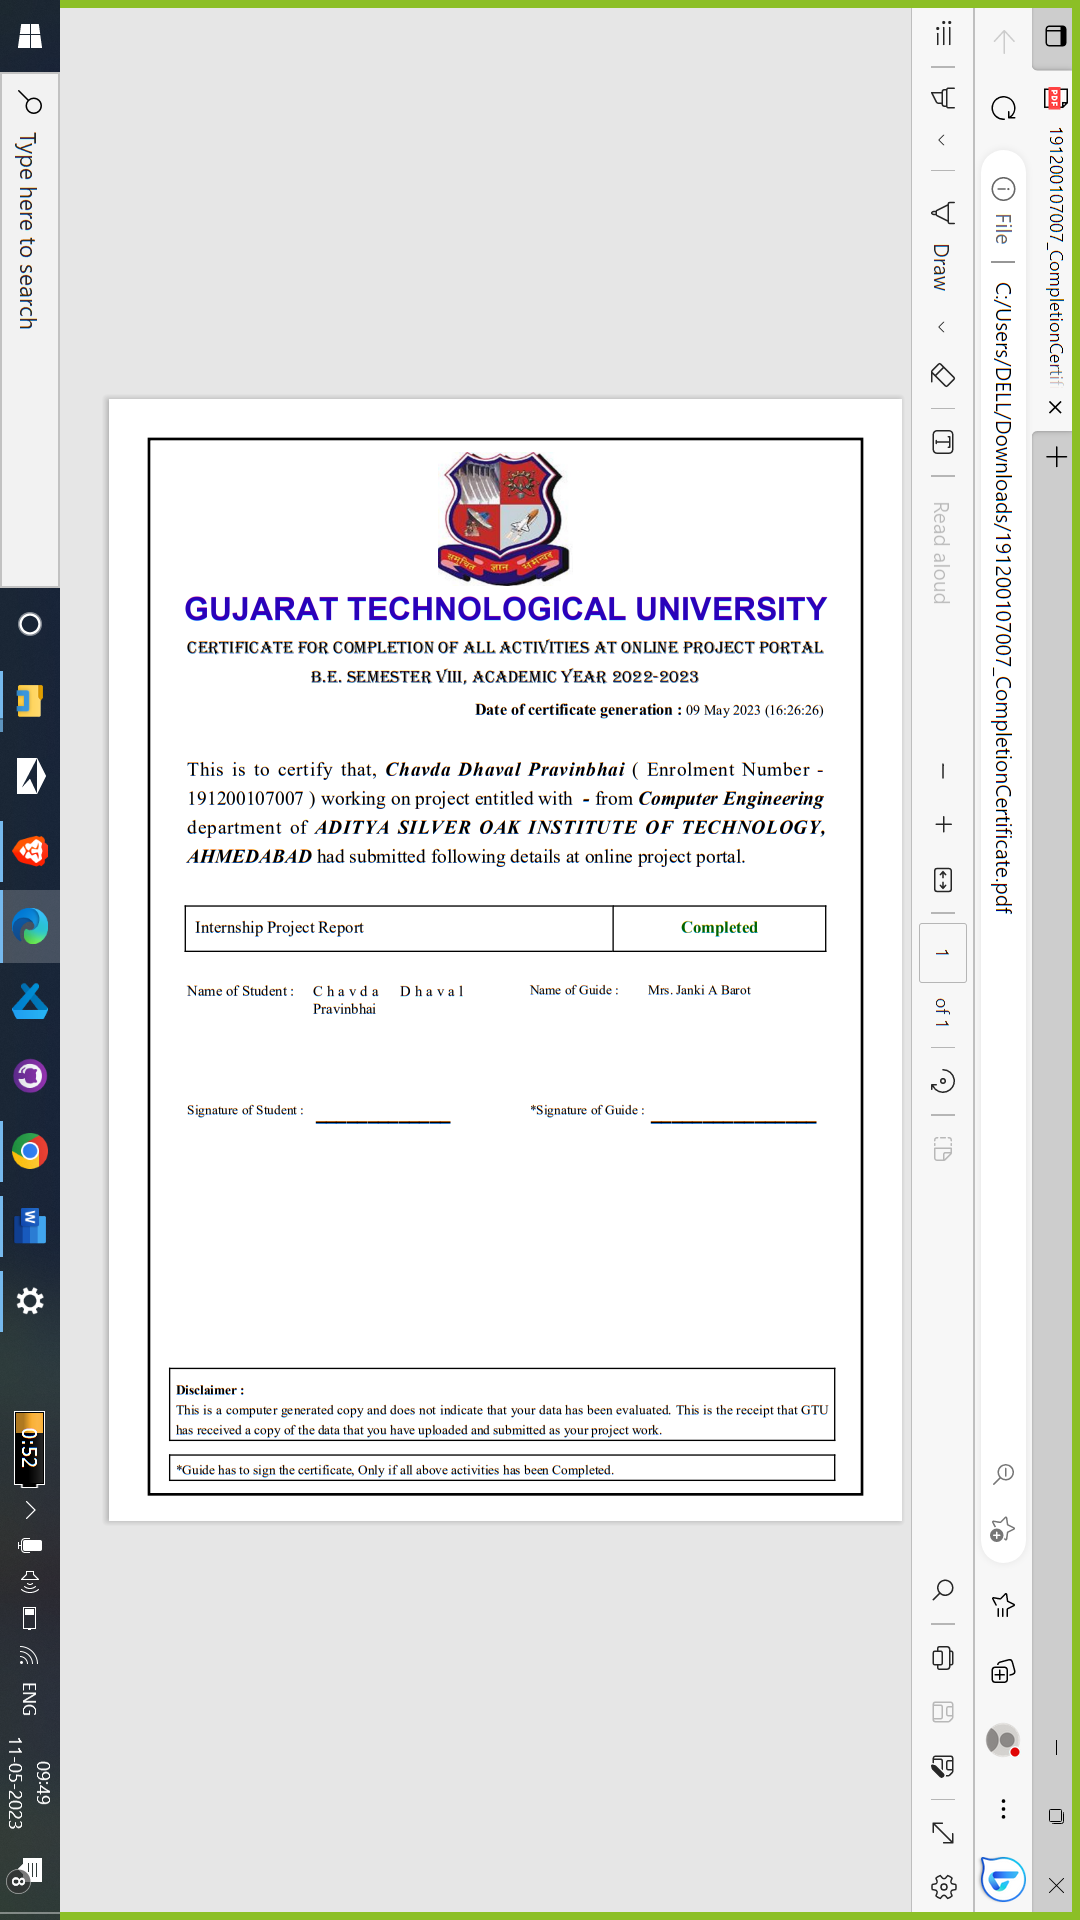 191200107007_CompletionCertif
File
C:/Users/DELL/Downloads/191200107007_CompletionCertificate.pdf
Draw
Read aloud
1
of 1
समुचित ज्ञान समन्वय
GUJARAT TECHNOLOGICAL UNIVERSITY
CERTIFICATE FOR COMPLETION OF ALL ACTIVITIES AT ONLINE PROJECT PORTAL
B.E. SEMESTER VIII, ACADEMIC YEAR 2022-2023
Date of certificate generation : 09 May 2023 (16:26:26)
This is to certify that, Chavda Dhaval Pravinbhai ( Enrolment Number -
191200107007 ) working on project entitled with - from Computer Engineering
department of ADITYA SILVER OAK INSTITUTE OF TECHNOLOGY,
AHMEDABAD had submitted following details at online project portal.
Internship Project Report Completed
Name of Student : Chavda Dhaval Name of Guide : Mrs. Janki A Barot
Pravinbhai
Signature of Student : *Signature of Guide :
Disclaimer :
This is a computer generated copy and does not indicate that your data has been evaluated. This is the receipt that GTU
has received a copy of the data that you have uploaded and submitted as your project work.
*Guide has to sign the certificate, Only if all above activities has been Completed.
Type here to search
0:52
ENG
09:49
11-05-2023
8